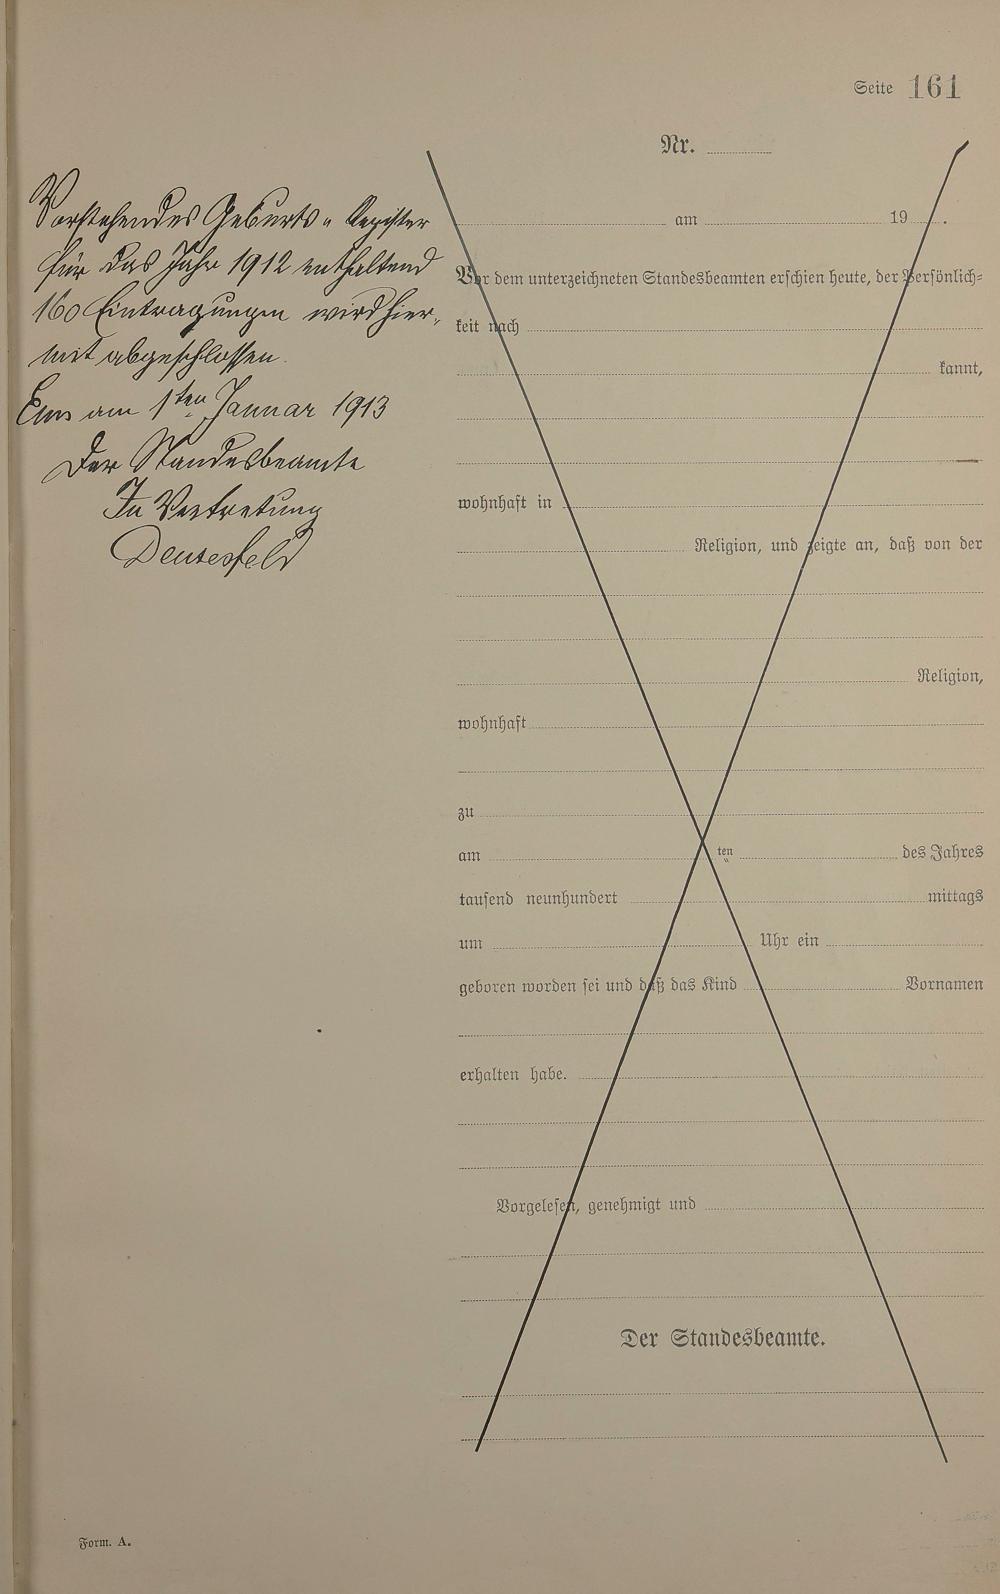 Seite 161
Nr.
Vorstehendes Geburts-Register
für das Jahr 1912 enthaltend
160 Eintragungen wird hier-
mit abgeschlossen.
Ems am 1ten Januar 1913
Der Standesbeamte
In Vertretung
am 19 .
Vor dem unterzeichneten Standesbeamten erschien heute, der Persönlich-
keit nach
kannt,
wohnhaft in
Religion, und zeigte an, daß von der
Religion,
wohnhaft
zu
am ten des Jahres
tausend neunhundert mittags
um Uhr ein
geboren worden sei und daß das Kind Vornamen
erhalten habe.
Vorgelesen, genehmigt und
Der Standesbeamte.
Form. A.